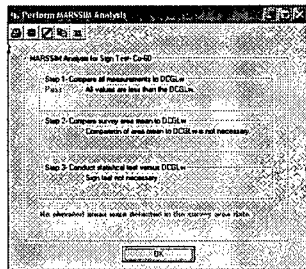 Perform MARSSIM Analysis
MARSSIM Analysis for Sign Test- Co-60
Step 1- Compare all measurements to DCGLw
Pass All values are less than the DCGLw.
Step 2- Compare survey area mean to DCGLw
Comparison of area mean to DCGLw is not necessary.
Step 3- Conduct statistical test versus DCGLw
Sign test not necessary.
No elevated areas were detected in the survey area data.
OK